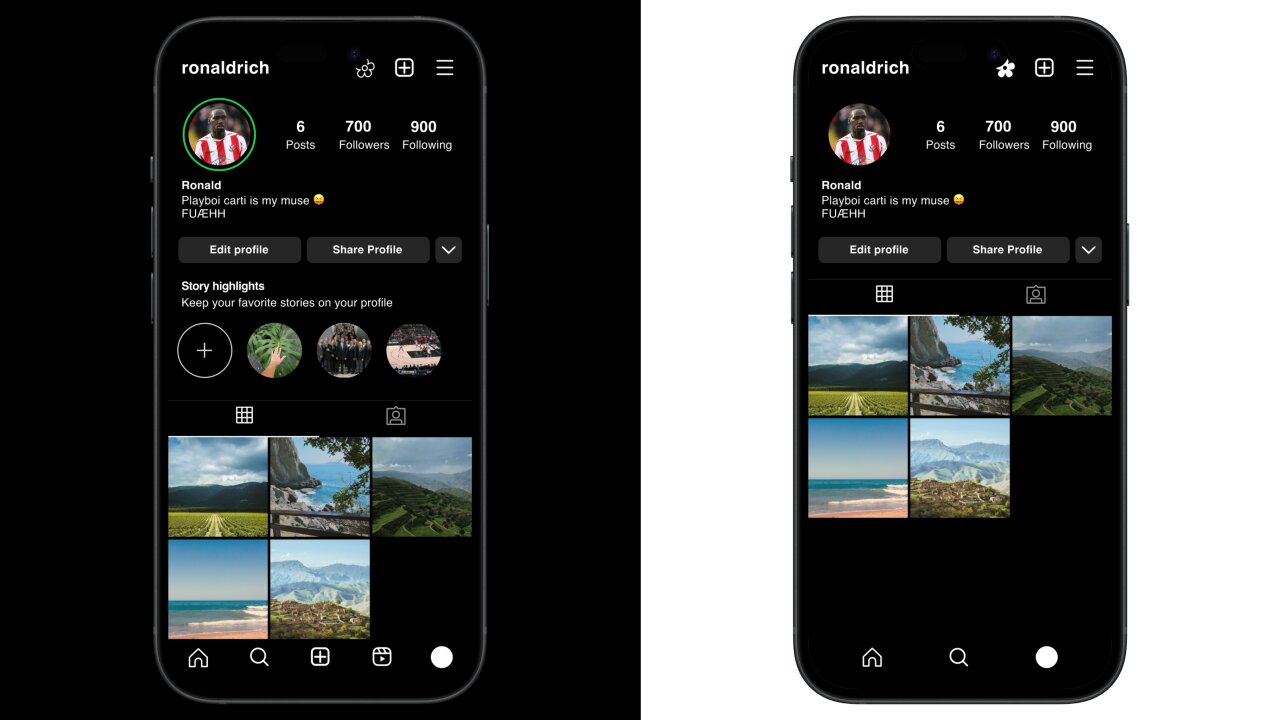 ronaldrich
6 700 900
Posts Followers Following
Ronald
Playboi carti is my muse 😛
FUÆHH
Edit profile Share Profile
Story highlights
Keep your favorite stories on your profile
ronaldrich
6 700 900
Posts Followers Following
Ronald
Playboi carti is my muse 😛
FUÆHH
Edit profile Share Profile